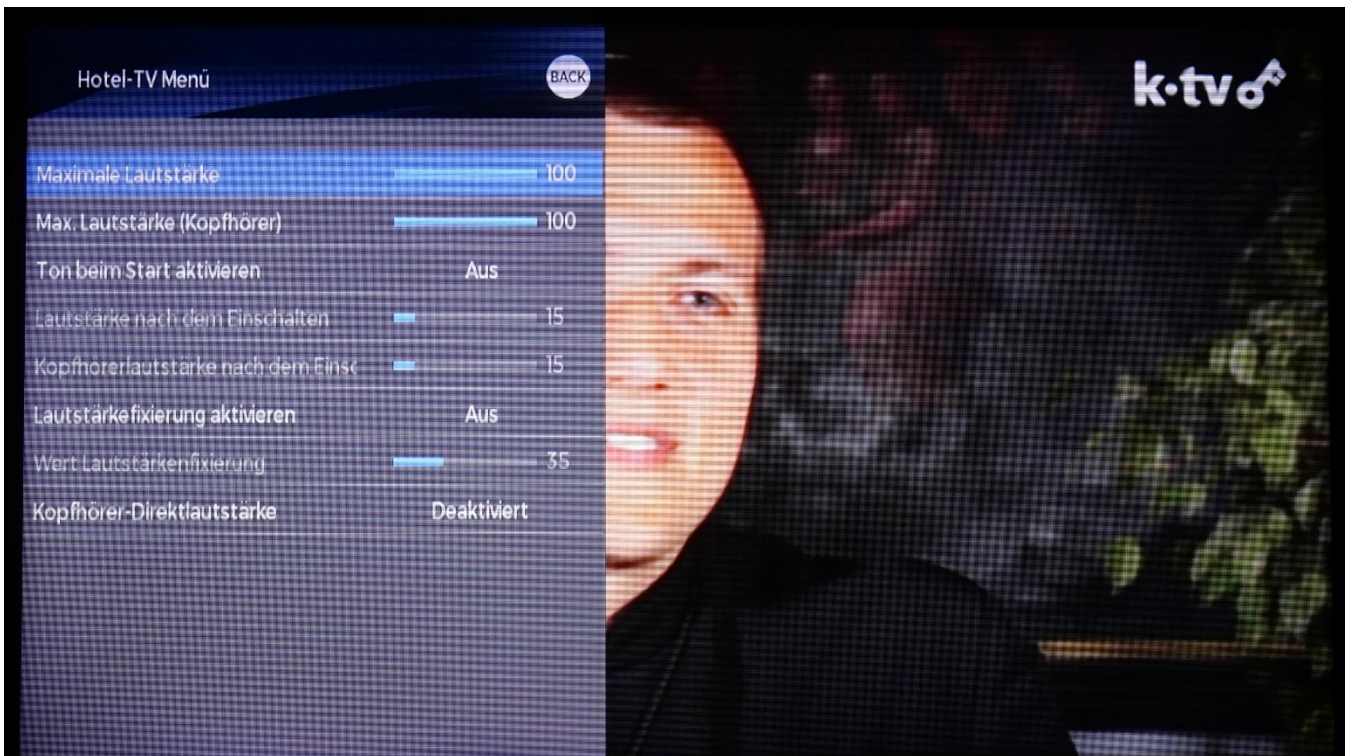 Hotel-TV Menü
BACK
k·tv
Maximale Lautstärke 100
Max. Lautstärke (Kopfhörer) 100
Ton beim Start aktivieren Aus
Lautstärke nach dem Einschalten 15
Kopfhörerlautstärke nach dem Einsc 15
Lautstärkefixierung aktivieren Aus
Wert Lautstärkenfixierung 35
Kopfhörer-Direktlautstärke Deaktiviert